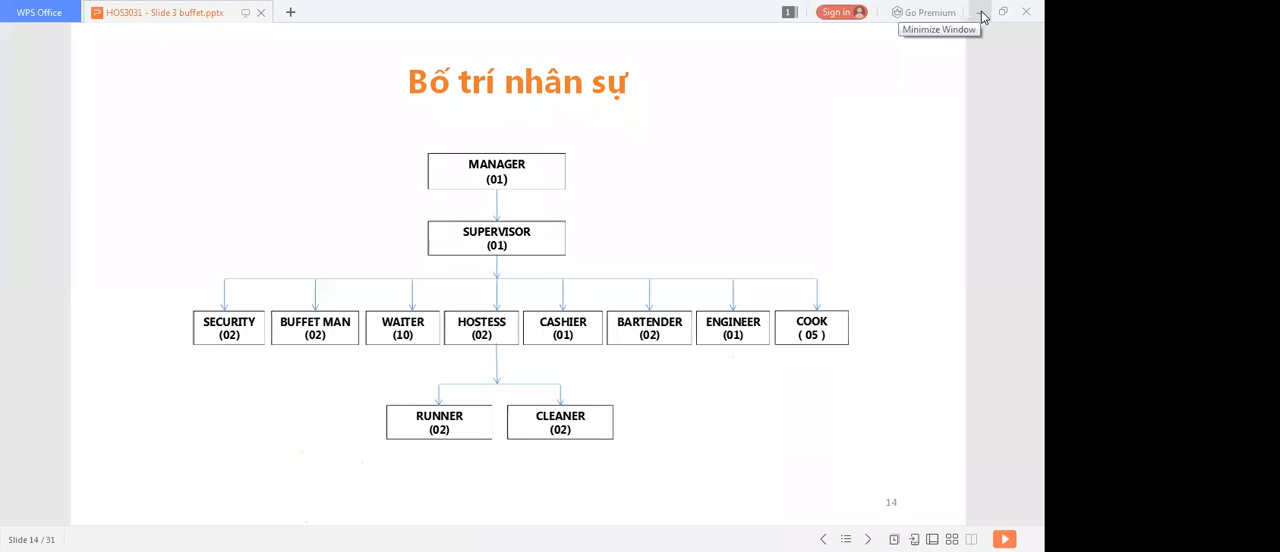 WPS Office
HOS3031 - Slide 3 buffet.pptx
1
Sign in
Go Premium
Minimize Window
Bố trí nhân sự
MANAGER
(01)
SUPERVISOR
(01)
SECURITY
(02)
BUFFET MAN
(02)
WAITER
(10)
HOSTESS
(02)
CASHIER
(01)
BARTENDER
(02)
ENGINEER
(01)
COOK
( 05 )
RUNNER
(02)
CLEANER
(02)
14
Slide 14 / 31